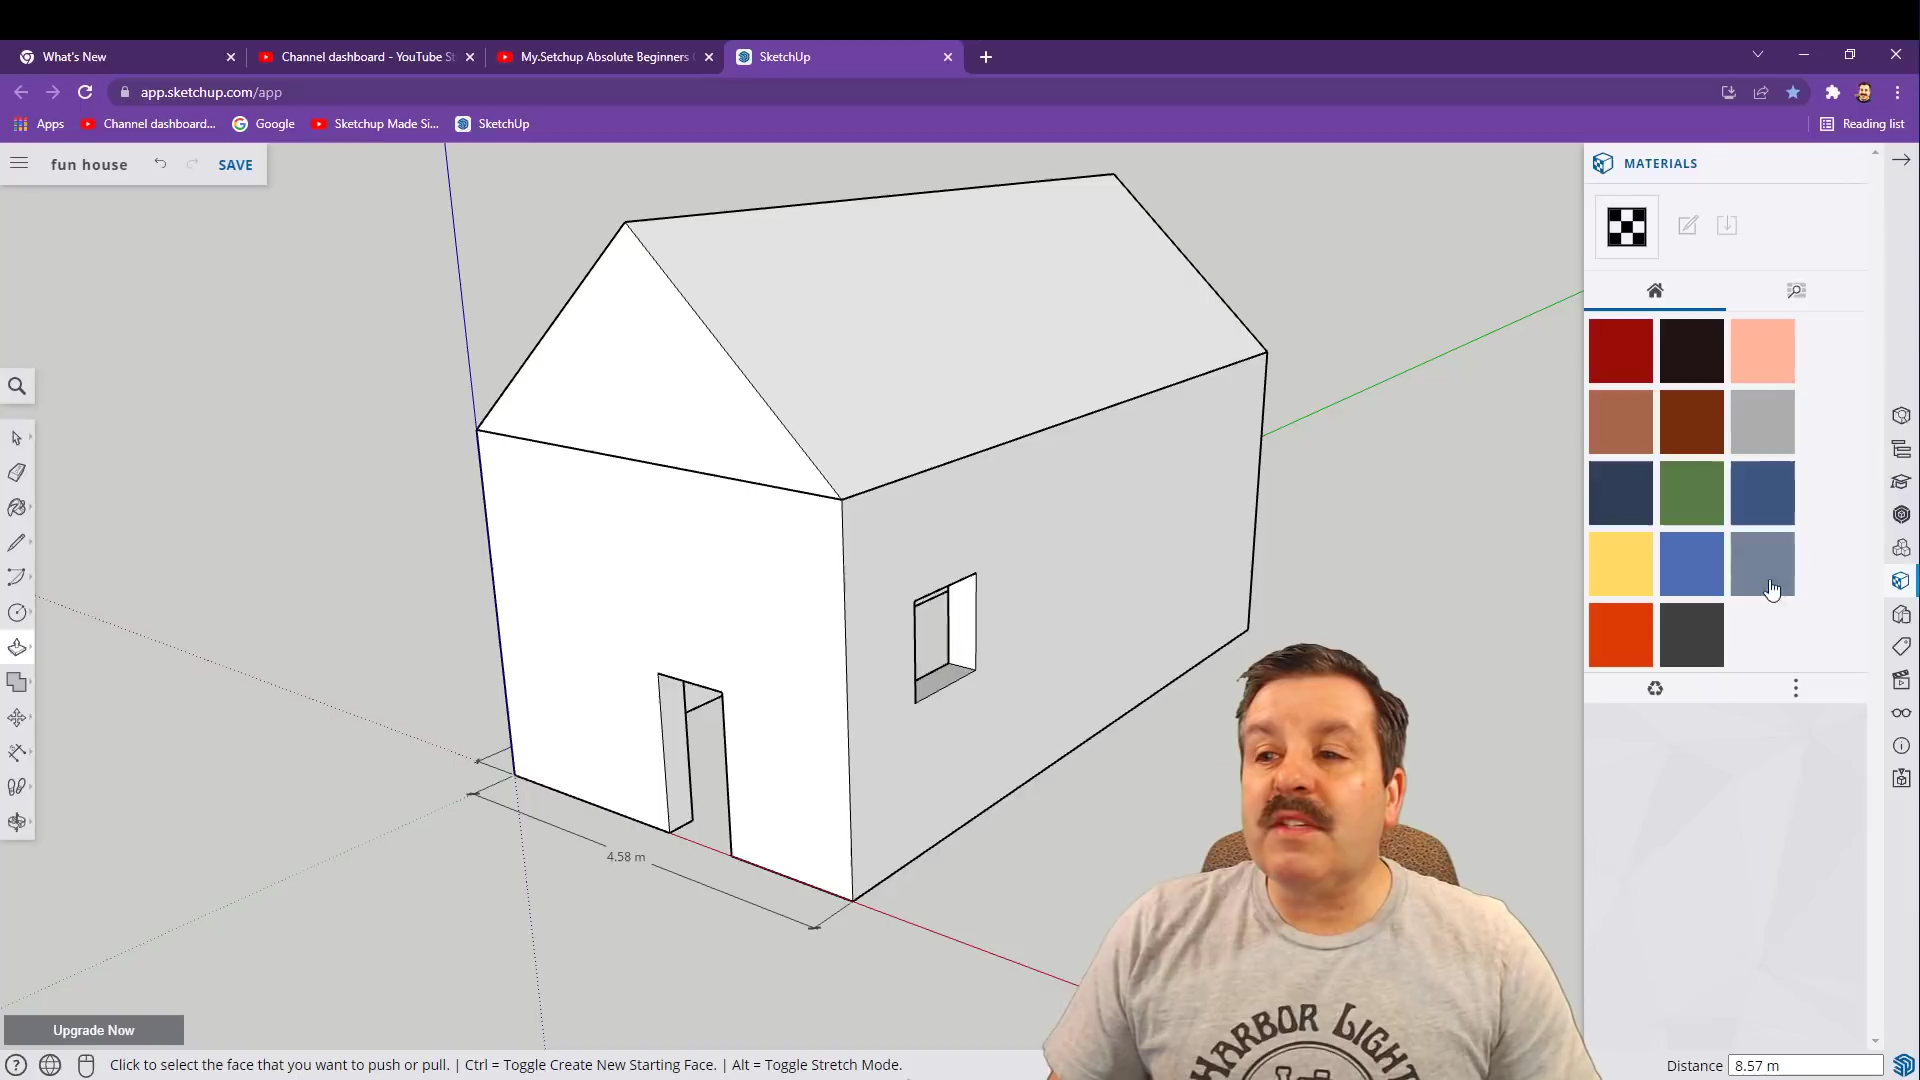 What's New
Channel dashboard - YouTube St
My.Setchup Absolute Beginners
SketchUp
app.sketchup.com/app
Apps
Channel dashboard...
Google
Sketchup Made Si...
SketchUp
Reading list
fun house
SAVE
MATERIALS
4.58 m
HARBOR LIGHT
Upgrade Now
Click to select the face that you want to push or pull. | Ctrl = Toggle Create New Starting Face. | Alt = Toggle Stretch Mode.
Distance
8.57 m